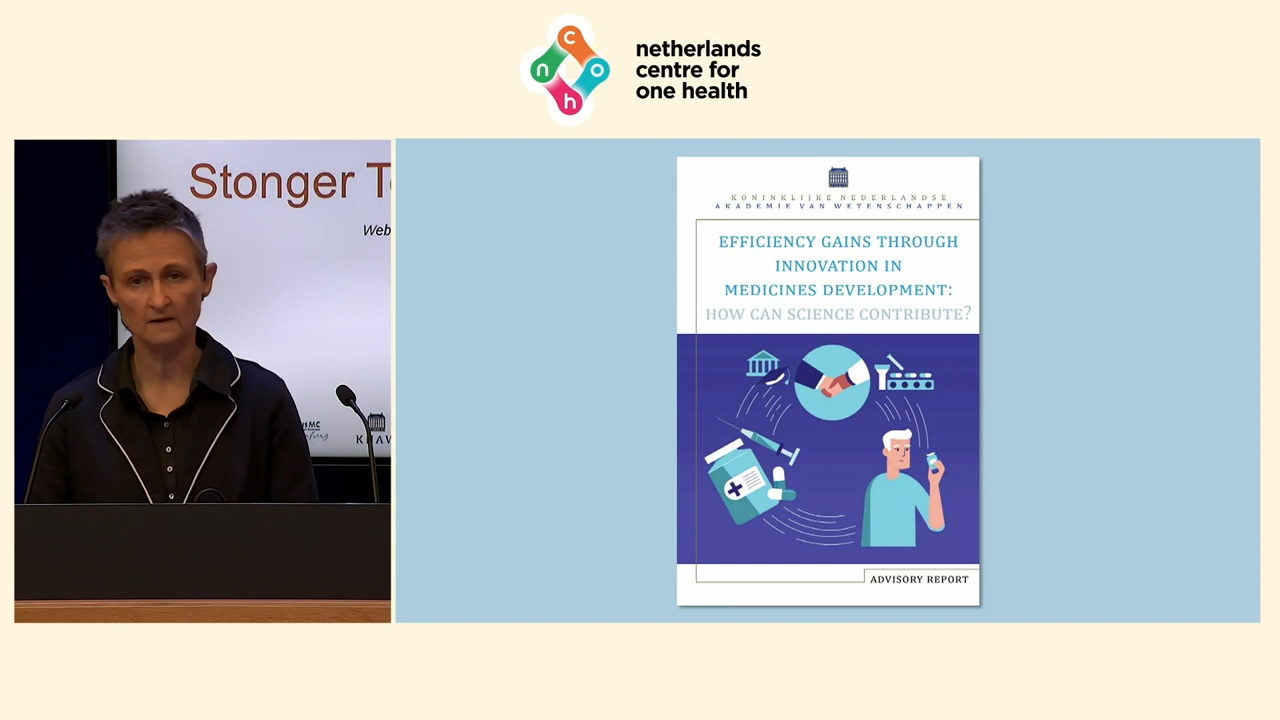 c
n o
h
netherlands
centre for
one health
Stonger T
Web
KNAW
KONINKLIJKE NEDERLANDSE
AKADEMIE VAN WETENSCHAPPEN
EFFICIENCY GAINS THROUGH
INNOVATION IN
MEDICINES DEVELOPMENT:
HOW CAN SCIENCE CONTRIBUTE?
ADVISORY REPORT